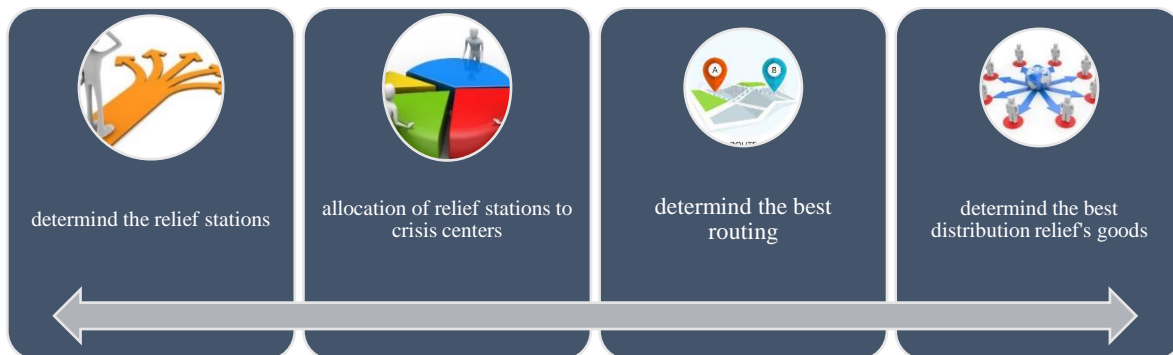 determind the relief stations
allocation of relief stations to
crisis centers
A
B
determind the best
routing
determind the best
distribution relief's goods